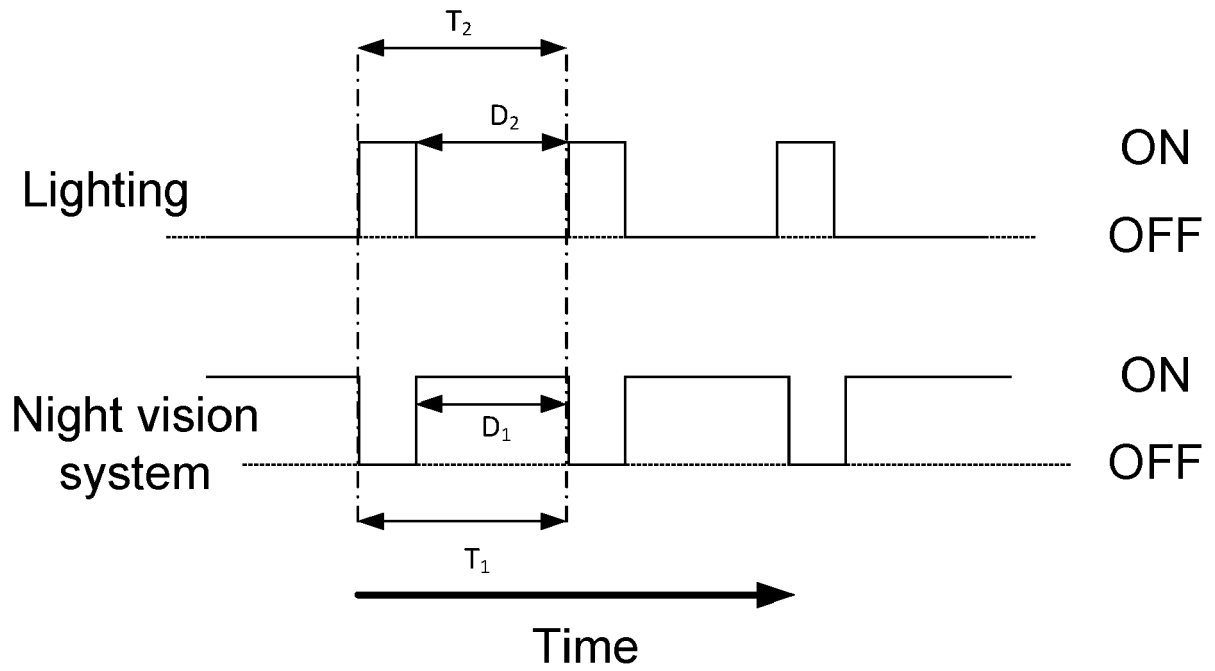 T₂
D₂
ON
Lighting
OFF
ON
Night vision
system
D₁
OFF
T₁
Time